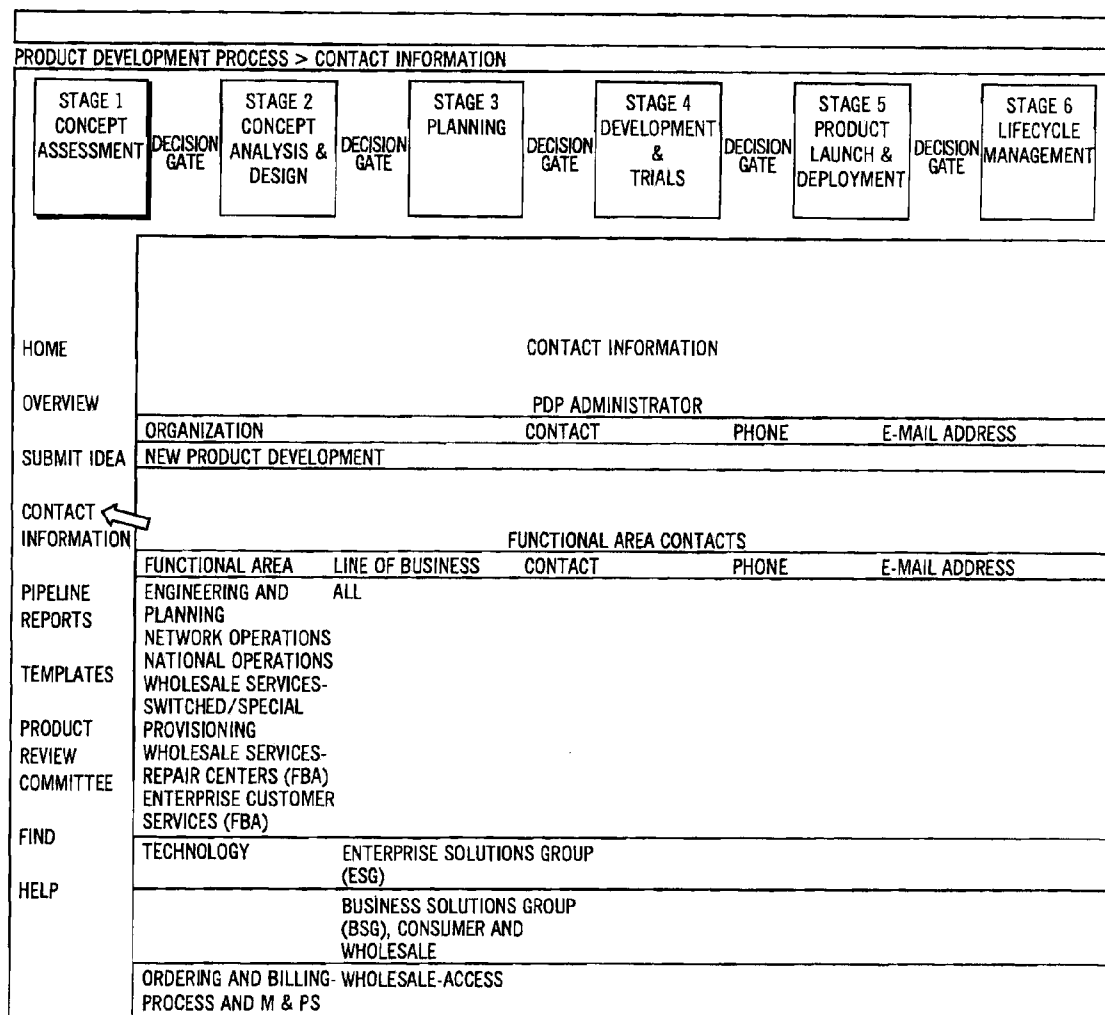 PRODUCT DEVELOPMENT PROCESS > CONTACT INFORMATION
STAGE 1
CONCEPT
ASSESSMENT
DECISION
GATE
STAGE 2
CONCEPT
ANALYSIS &
DESIGN
DECISION
GATE
STAGE 3
PLANNING
DECISION
GATE
STAGE 4
DEVELOPMENT
&
TRIALS
DECISION
GATE
STAGE 5
PRODUCT
LAUNCH &
DEPLOYMENT
DECISION
GATE
STAGE 6
LIFECYCLE
MANAGEMENT
HOME
OVERVIEW
SUBMIT IDEA
CONTACT
INFORMATION
PIPELINE
REPORTS
TEMPLATES
PRODUCT
REVIEW
COMMITTEE
FIND
HELP
CONTACT INFORMATION
PDP ADMINISTRATOR
ORGANIZATION CONTACT PHONE E-MAIL ADDRESS
NEW PRODUCT DEVELOPMENT
FUNCTIONAL AREA CONTACTS
FUNCTIONAL AREA LINE OF BUSINESS CONTACT PHONE E-MAIL ADDRESS
ENGINEERING AND ALL
PLANNING
NETWORK OPERATIONS
NATIONAL OPERATIONS
WHOLESALE SERVICES-
SWITCHED/SPECIAL
PROVISIONING
WHOLESALE SERVICES-
REPAIR CENTERS (FBA)
ENTERPRISE CUSTOMER
SERVICES (FBA)
TECHNOLOGY ENTERPRISE SOLUTIONS GROUP
(ESG)
BUSINESS SOLUTIONS GROUP
(BSG), CONSUMER AND
WHOLESALE
ORDERING AND BILLING- WHOLESALE-ACCESS
PROCESS AND M & PS